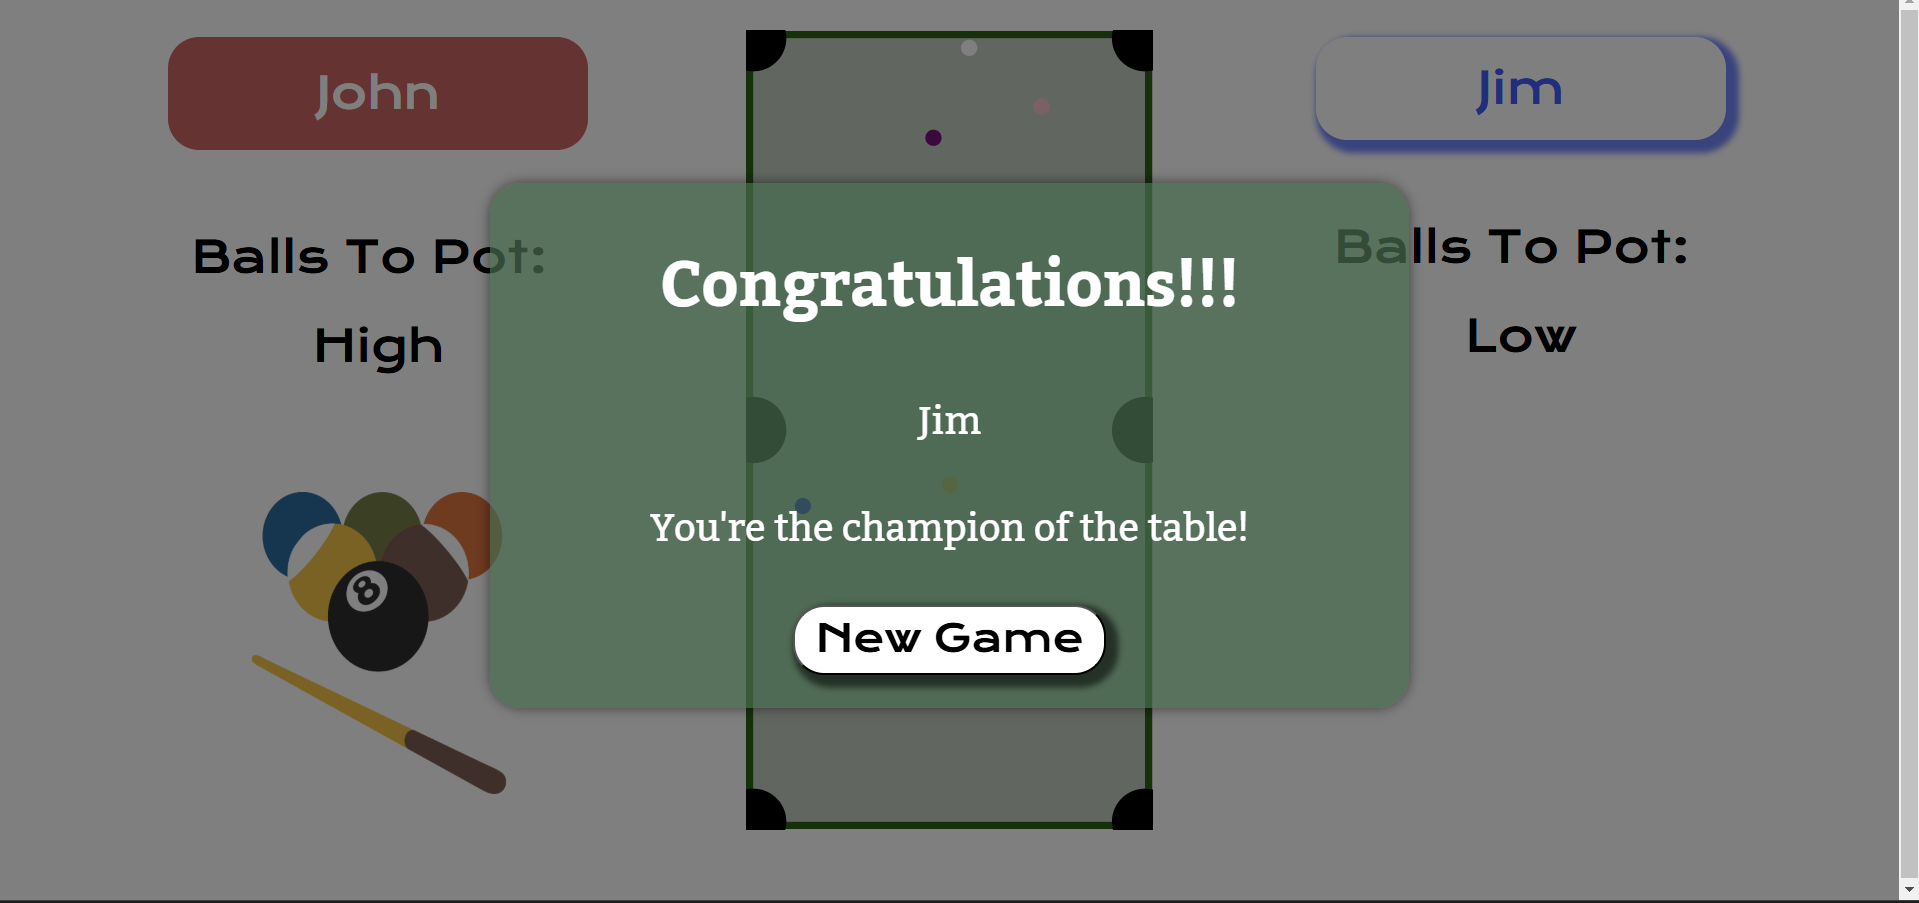 John
Jim
Balls To Pot:
High
Balls To Pot:
Low
Congratulations!!!
Jim
You're the champion of the table!
New Game
8